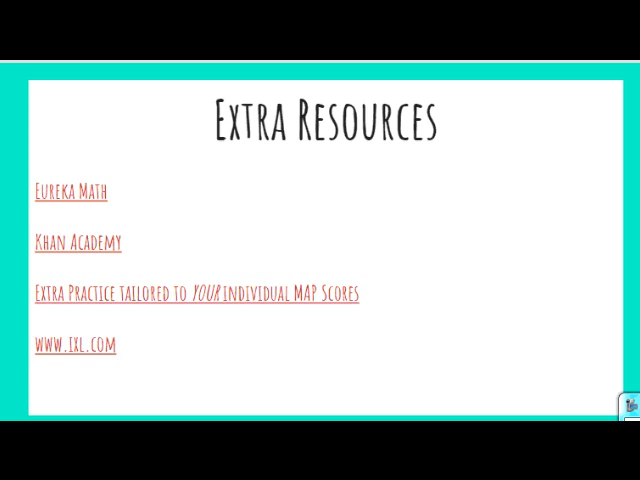 Extra Resources
Eureka Math
Khan Academy
Extra Practice tailored to YOUR individual MAP Scores
www.ixl.com